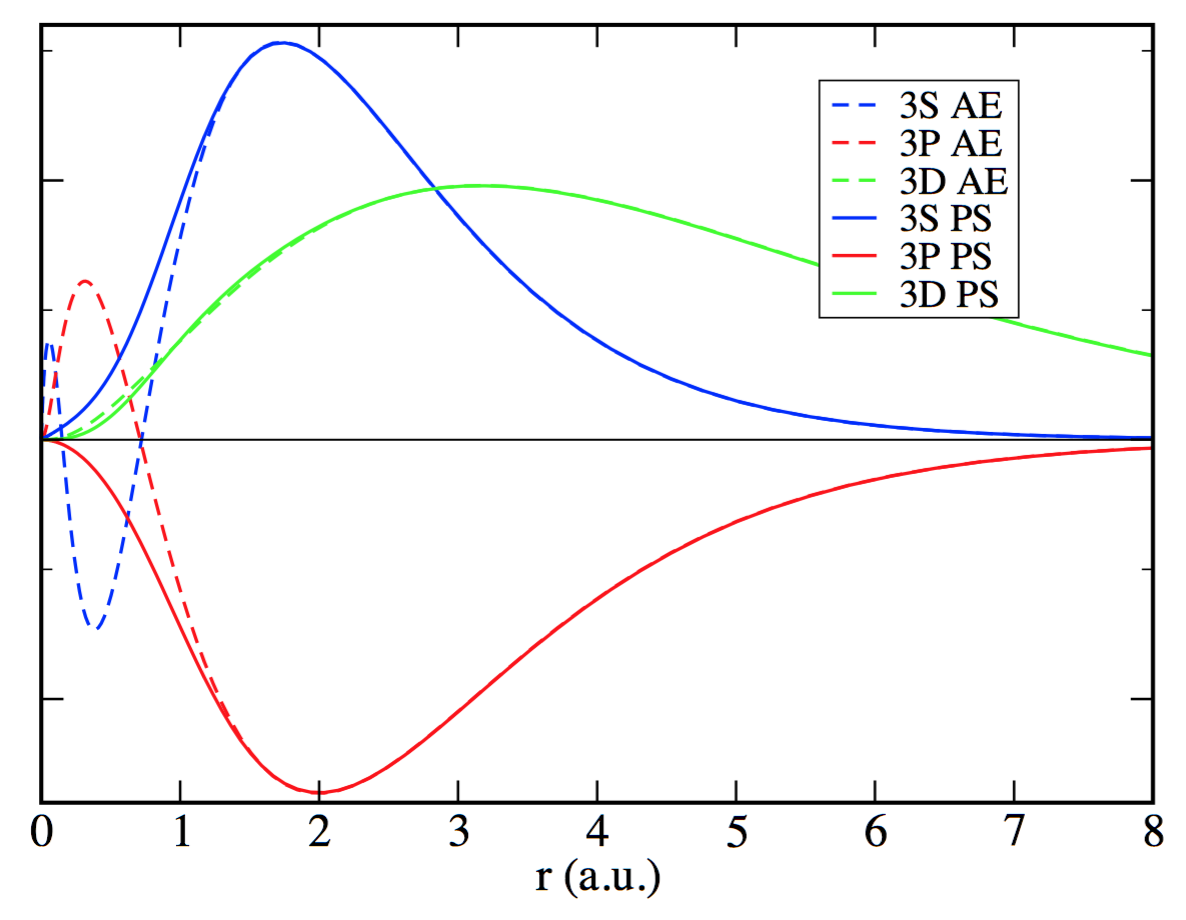 3S AE
3P AE
3D AE
3S PS
3P PS
3D PS
0 1 2 3 4 5 6 7 8
r (a.u.)